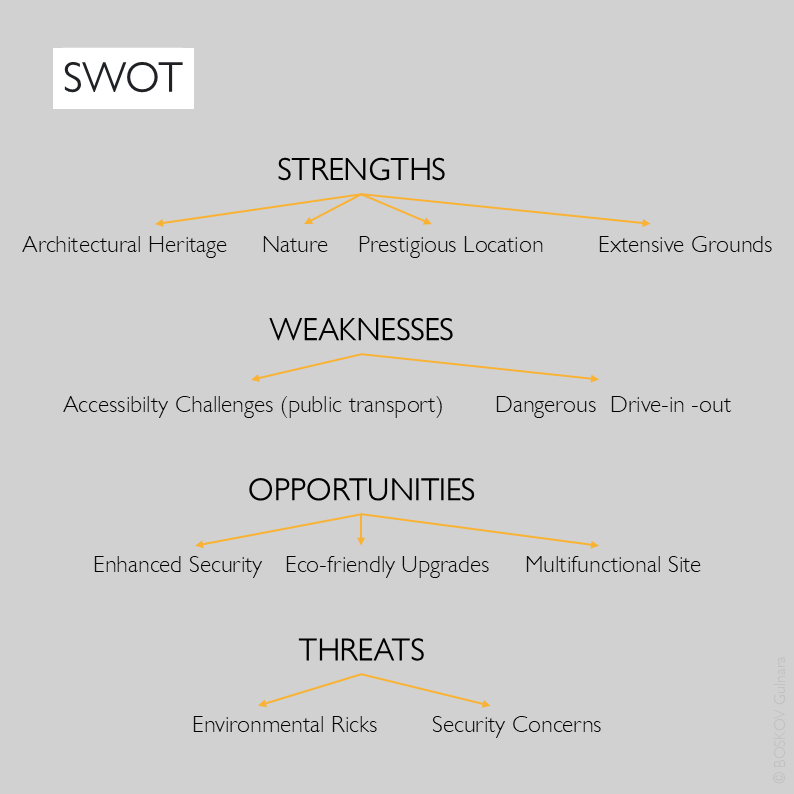 SWOT
STRENGTHS
Architectural Heritage Nature Prestigious Location Extensive Grounds
WEAKNESSES
Accessibilty Challenges (public transport) Dangerous Drive-in -out
OPPORTUNITIES
Enhanced Security Eco-friendly Upgrades Multifunctional Site
THREATS
Environmental Ricks Security Concerns
© BOSKOV Gulnara